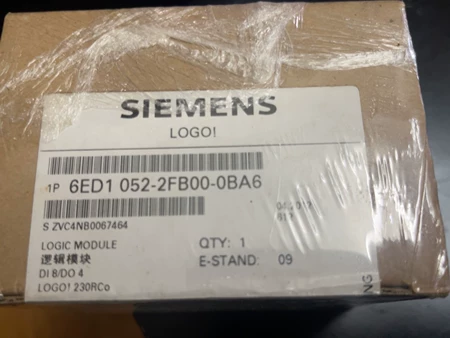 SIEMENS
LOGO!
1P 6ED1 052-2FB00-0BA6
S ZVC4NB0067464
LOGIC MODULE
QTY: 1
逻辑模块
E-STAND: 09
DI 8/DO 4
LOGO! 230RCo